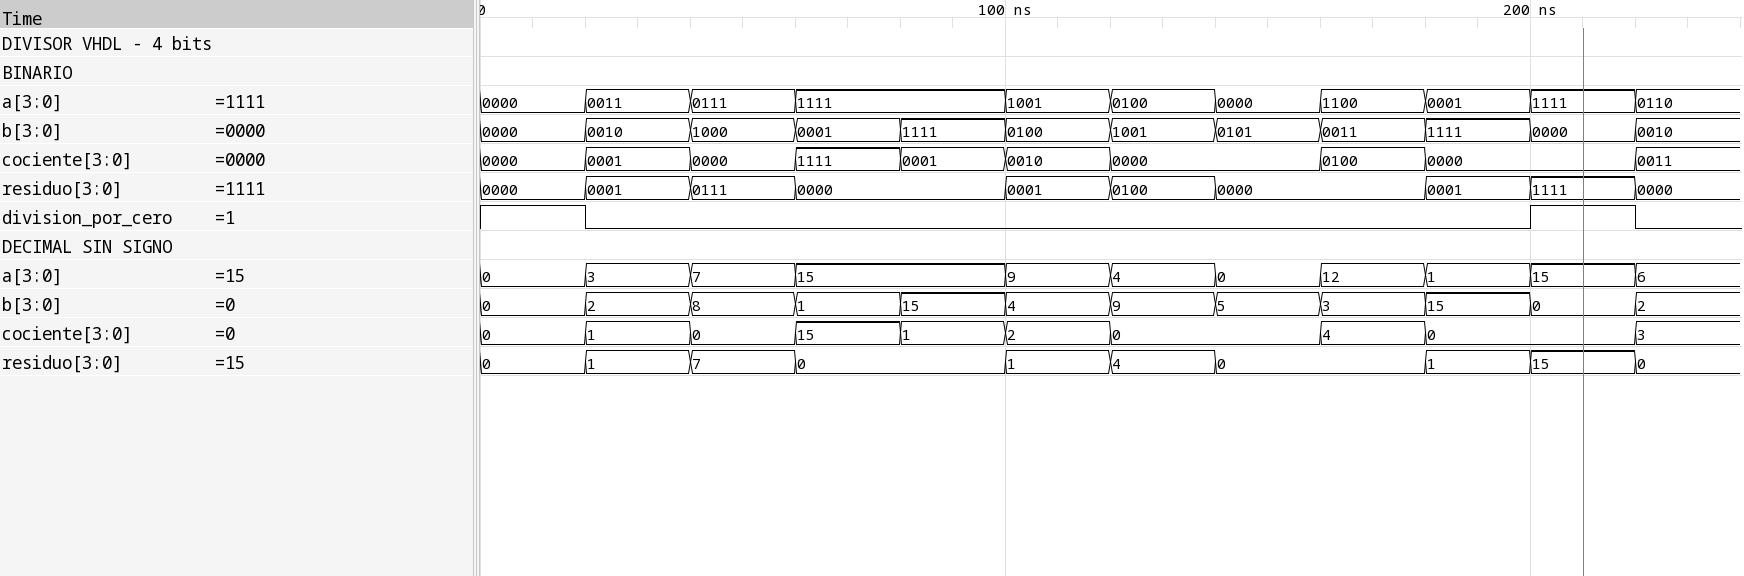 0 100 ns 200 ns
Time
DIVISOR VHDL - 4 bits
BINARIO
a[3:0] =1111 0000 0011 0111 1111 1001 0100 0000 1100 0001 1111 0110
b[3:0] =0000 0000 0010 1000 0001 1111 0100 1001 0101 0011 1111 0000 0010
cociente[3:0] =0000 0000 0001 0000 1111 0001 0010 0000 0100 0000 0011
residuo[3:0] =1111 0000 0001 0111 0000 0001 0100 0000 0001 1111 0000
division_por_cero =1
DECIMAL SIN SIGNO
a[3:0] =15 0 3 7 15 9 4 0 12 1 15 6
b[3:0] =0 0 2 8 1 15 4 9 5 3 15 0 2
cociente[3:0] =0 0 1 0 15 1 2 0 4 0 3
residuo[3:0] =15 0 1 7 0 1 4 0 1 15 0